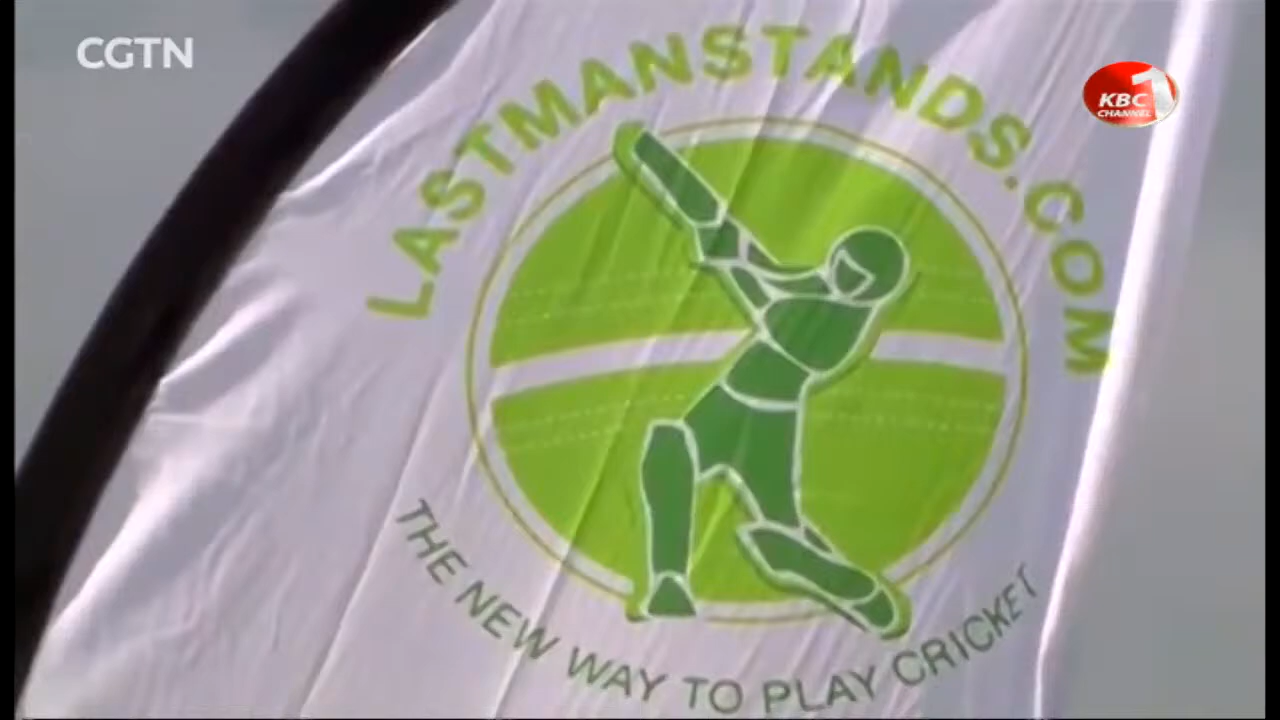 CGTN
KBC 1
CHANNEL
LASTMANSTANDS.COM
THE NEW WAY TO PLAY CRICKET